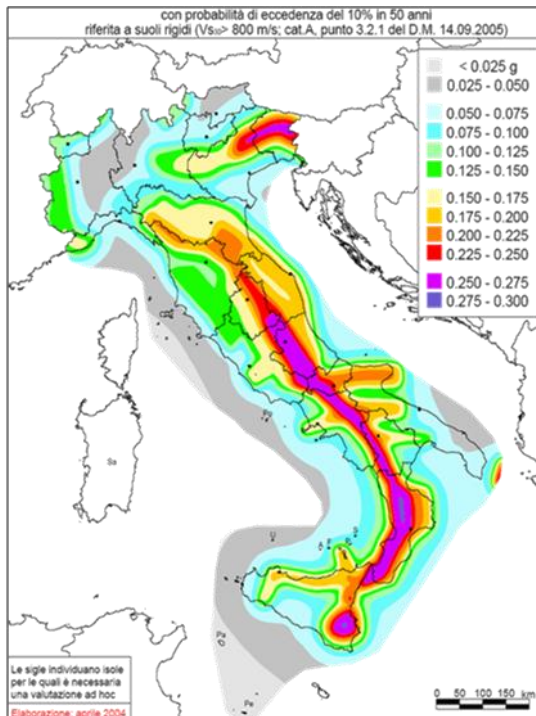 con probabilità di eccedenza del 10% in 50 anni
riferita a suoli rigidi (Vs₃₀> 800 m/s; cat.A, punto 3.2.1 del D.M. 14.09.2005)
< 0.025 g
0.025 - 0.050
0.050 - 0.075
0.075 - 0.100
0.100 - 0.125
0.125 - 0.150
0.150 - 0.175
0.175 - 0.200
0.200 - 0.225
0.225 - 0.250
0.250 - 0.275
0.275 - 0.300
Sa
U
Pa
Pe
Le sigle individuano isole
per le quali è necessaria
una valutazione ad hoc
Elaborazione: aprile 2004
0 50 100 150
km